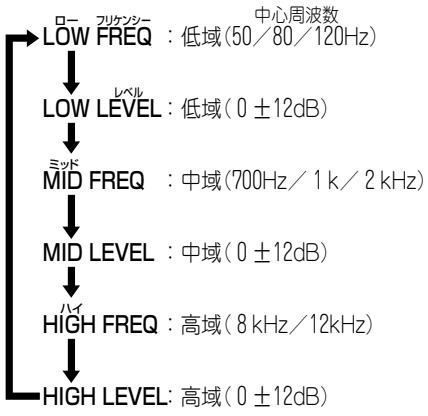 中心周波数
ロー フリケンシー
LOW FREQ：低域(50／80／120Hz)
レベル
LOW LEVEL：低域(0±12dB)
ミッド
MID FREQ：中域(700Hz／1k／2kHz)
MID LEVEL：中域(0±12dB)
ハイ
HIGH FREQ：高域(8kHz／12kHz)
HIGH LEVEL：高域(0±12dB)